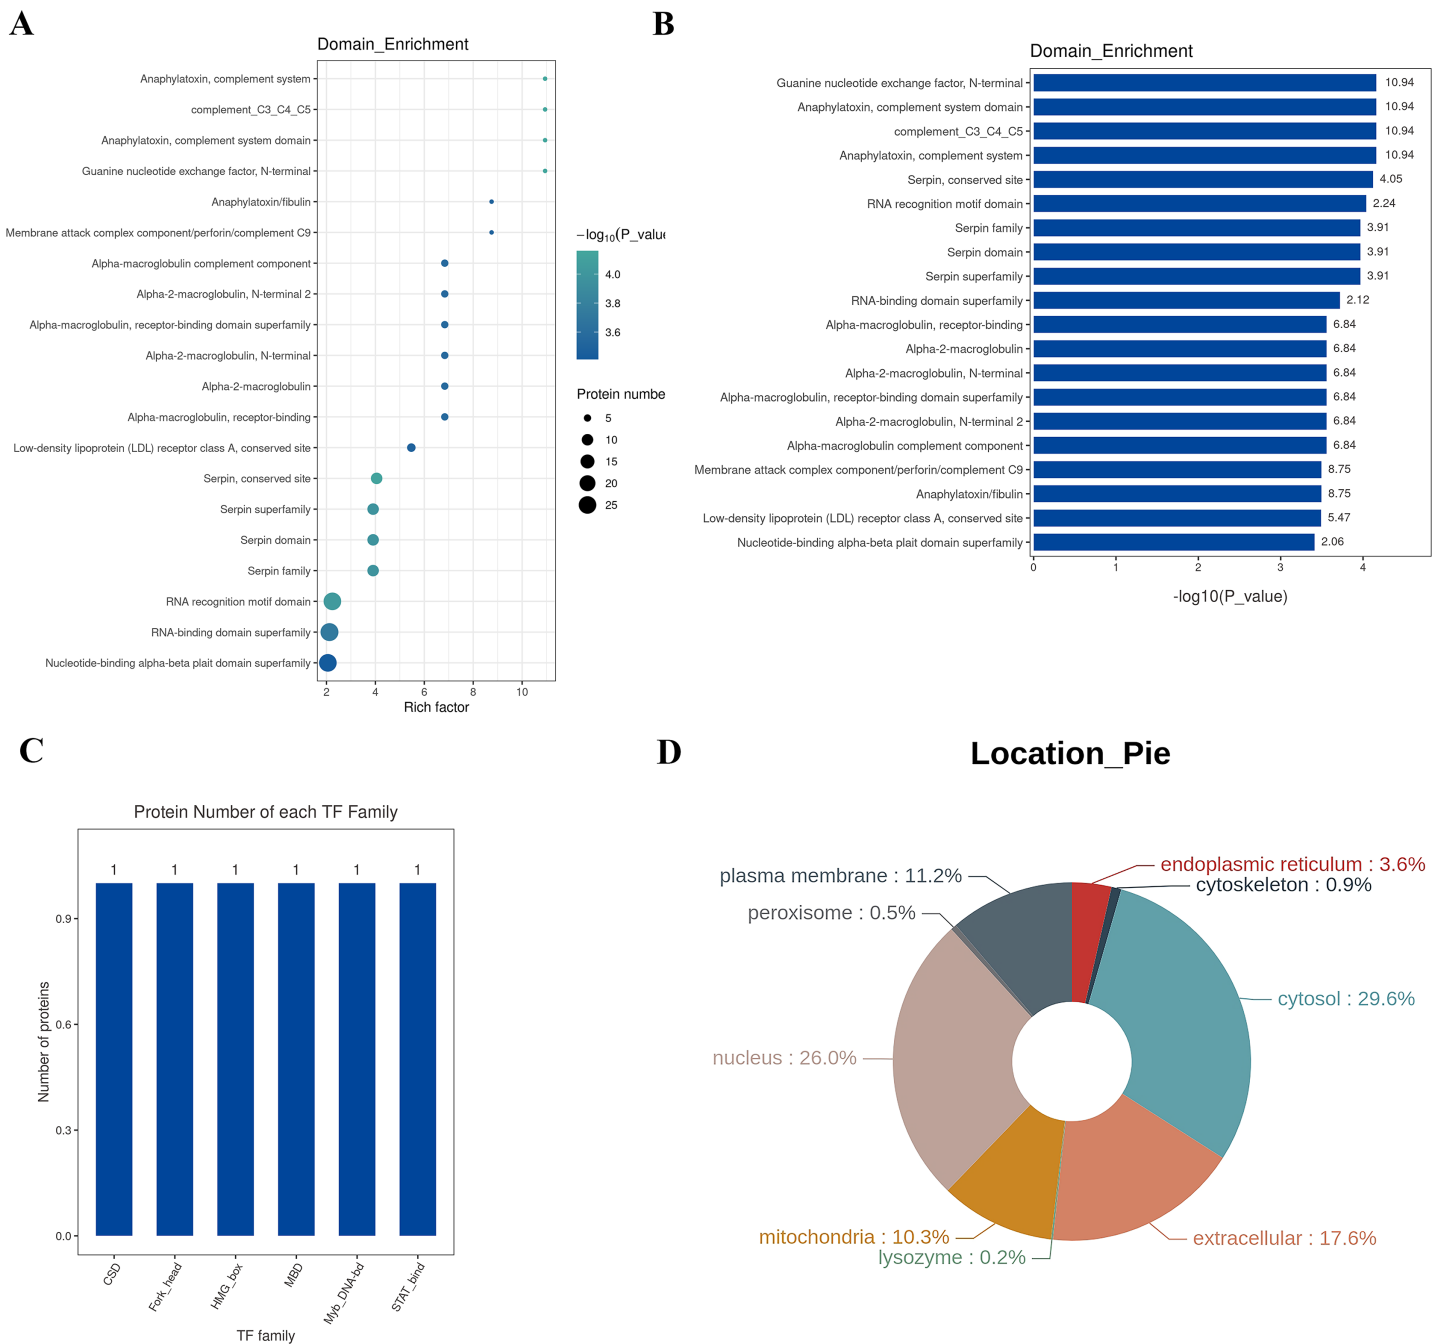 A
Domain_Enrichment
Anaphylatoxin, complement system
complement_C3_C4_C5
Anaphylatoxin, complement system domain
Guanine nucleotide exchange factor, N-terminal
Anaphylatoxin/fibulin
Membrane attack complex component/perforin/complement C9
Alpha-macroglobulin complement component
Alpha-2-macroglobulin, N-terminal 2
Alpha-macroglobulin, receptor-binding domain superfamily
Alpha-2-macroglobulin, N-terminal
Alpha-2-macroglobulin
Alpha-macroglobulin, receptor-binding
Low-density lipoprotein (LDL) receptor class A, conserved site
Serpin, conserved site
Serpin superfamily
Serpin domain
Serpin family
RNA recognition motif domain
RNA-binding domain superfamily
Nucleotide-binding alpha-beta plait domain superfamily
2 4 6 8 10
Rich factor
−log10(P_value
4.0
3.8
3.6
Protein numbe
5
10
15
20
25
B
Domain_Enrichment
Guanine nucleotide exchange factor, N-terminal 10.94
Anaphylatoxin, complement system domain 10.94
complement_C3_C4_C5 10.94
Anaphylatoxin, complement system 10.94
Serpin, conserved site 4.05
RNA recognition motif domain 2.24
Serpin family 3.91
Serpin domain 3.91
Serpin superfamily 3.91
RNA-binding domain superfamily 2.12
Alpha-macroglobulin, receptor-binding 6.84
Alpha-2-macroglobulin 6.84
Alpha-2-macroglobulin, N-terminal 6.84
Alpha-macroglobulin, receptor-binding domain superfamily 6.84
Alpha-2-macroglobulin, N-terminal 2 6.84
Alpha-macroglobulin complement component 6.84
Membrane attack complex component/perforin/complement C9 8.75
Anaphylatoxin/fibulin 8.75
Low-density lipoprotein (LDL) receptor class A, conserved site 5.47
Nucleotide-binding alpha-beta plait domain superfamily 2.06
0 1 2 3 4
-log10(P_value)
C
Protein Number of each TF Family
1 1 1 1 1 1
Number of proteins
0.9
0.6
0.3
0.0
CSD
Fork_head
HMG_box
MBD
Myb_DNA-bd
STAT_bind
TF family
D
Location_Pie
endoplasmic reticulum : 3.6%
cytoskeleton : 0.9%
plasma membrane : 11.2%
peroxisome : 0.5%
cytosol : 29.6%
nucleus : 26.0%
mitochondria : 10.3%
lysozyme : 0.2%
extracellular : 17.6%